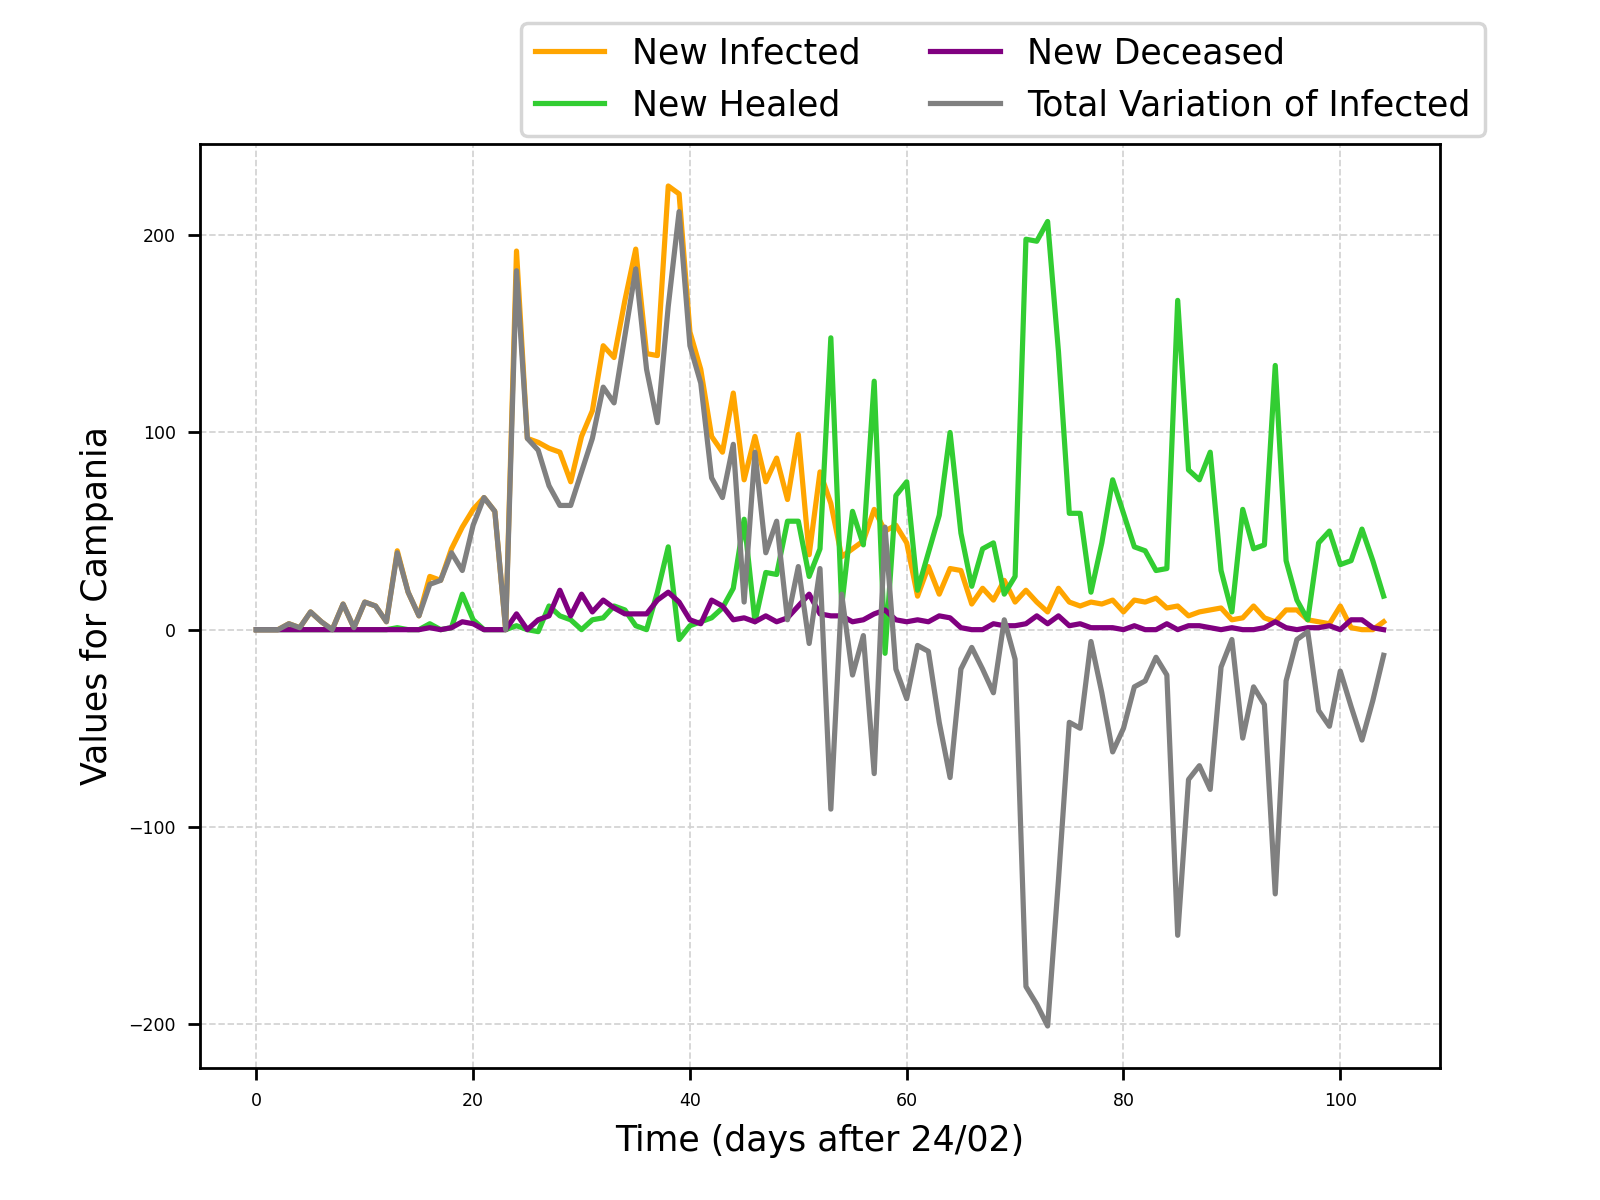 New Infected
New Healed
New Deceased
Total Variation of Infected
200
100
0
−100
−200
Values for Campania
0 20 40 60 80 100
Time (days after 24/02)